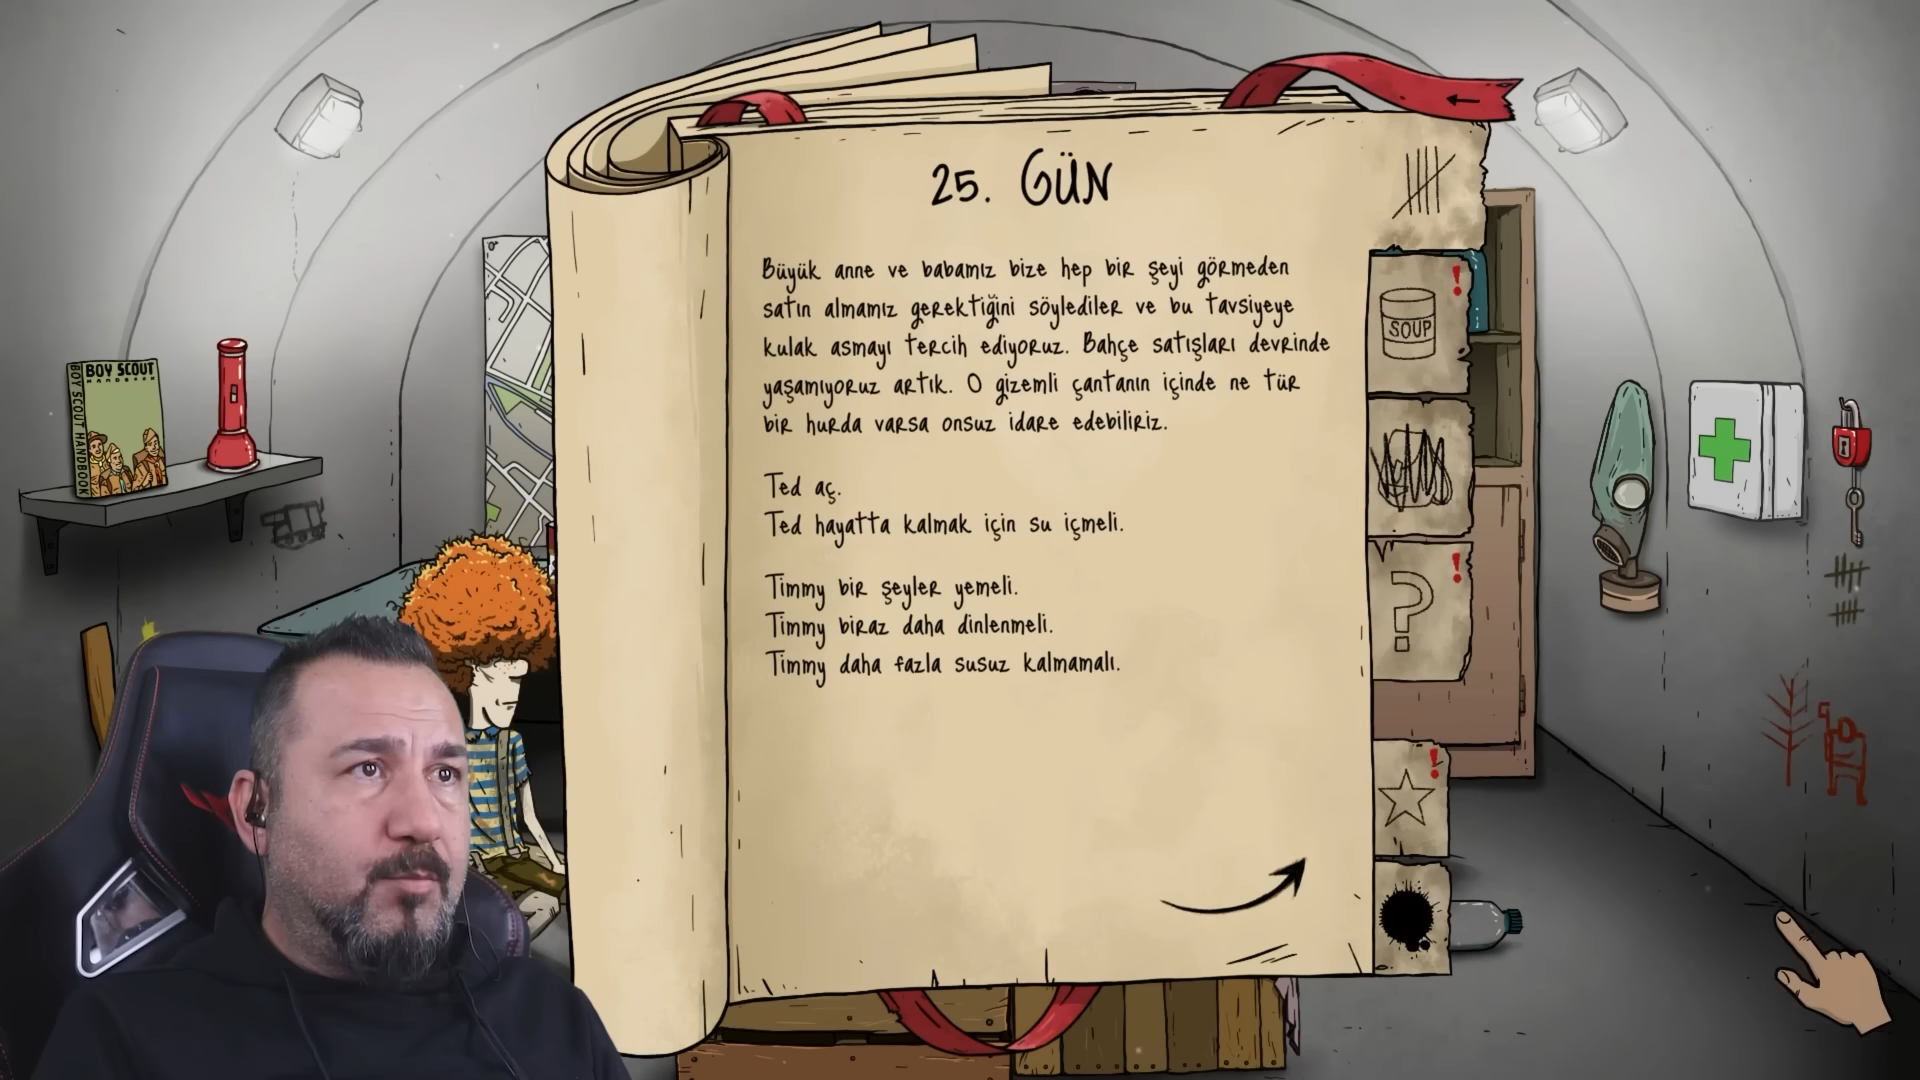 25. GÜN
Büyük anne ve babamız bize hep bir şeyi görmeden
satın almamız gerektiğini söylediler ve bu tavsiyeye
kulak asmayı tercih ediyoruz. Bahçe satışları devrinde
yaşamıyoruz artık. O gizemli çantanın içinde ne tür
bir hurda varsa onsuz idare edebiliriz.
Ted aç.
Ted hayatta kalmak için su içmeli.
Timmy bir şeyler yemeli.
Timmy biraz daha dinlenmeli.
Timmy daha fazla susuz kalmamalı.
!
SOUP
!
?
!
BOY SCOUT
HANDBOOK
BOY SCOUT HANDBOOK